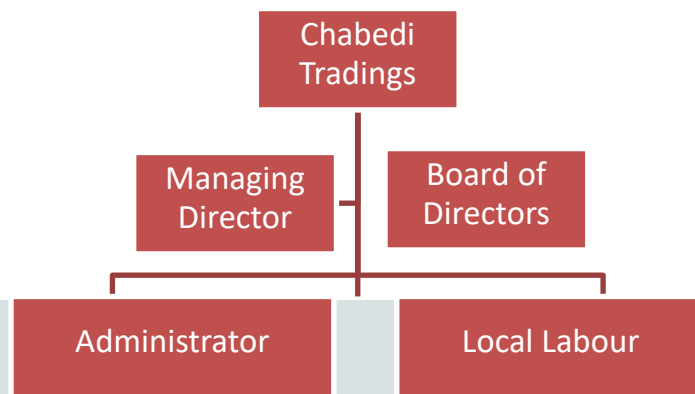 Chabedi
Tradings
Managing
Director
Board of
Directors
Administrator
Local Labour